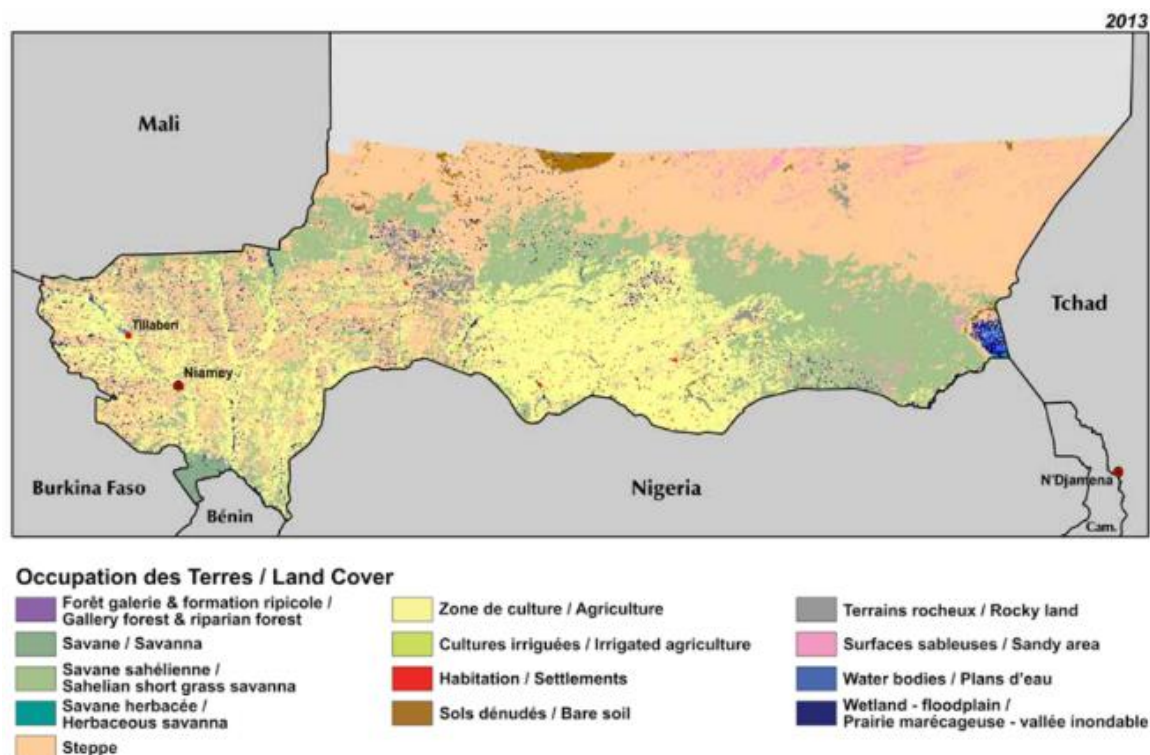 2013
Mali
Tchad
Tillaberi
Niamey
Burkina Faso
Bénin
Nigeria
N'Djamena
Cam.
Occupation des Terres / Land Cover
Forêt galerie & formation ripicole /
Gallery forest & riparian forest
Savane / Savanna
Savane sahélienne /
Sahelian short grass savanna
Savane herbacée /
Herbaceous savanna
Steppe
Zone de culture / Agriculture
Cultures irriguées / Irrigated agriculture
Habitation / Settlements
Sols dénudés / Bare soil
Terrains rocheux / Rocky land
Surfaces sableuses / Sandy area
Water bodies / Plans d'eau
Wetland - floodplain /
Prairie marécageuse - vallée inondable